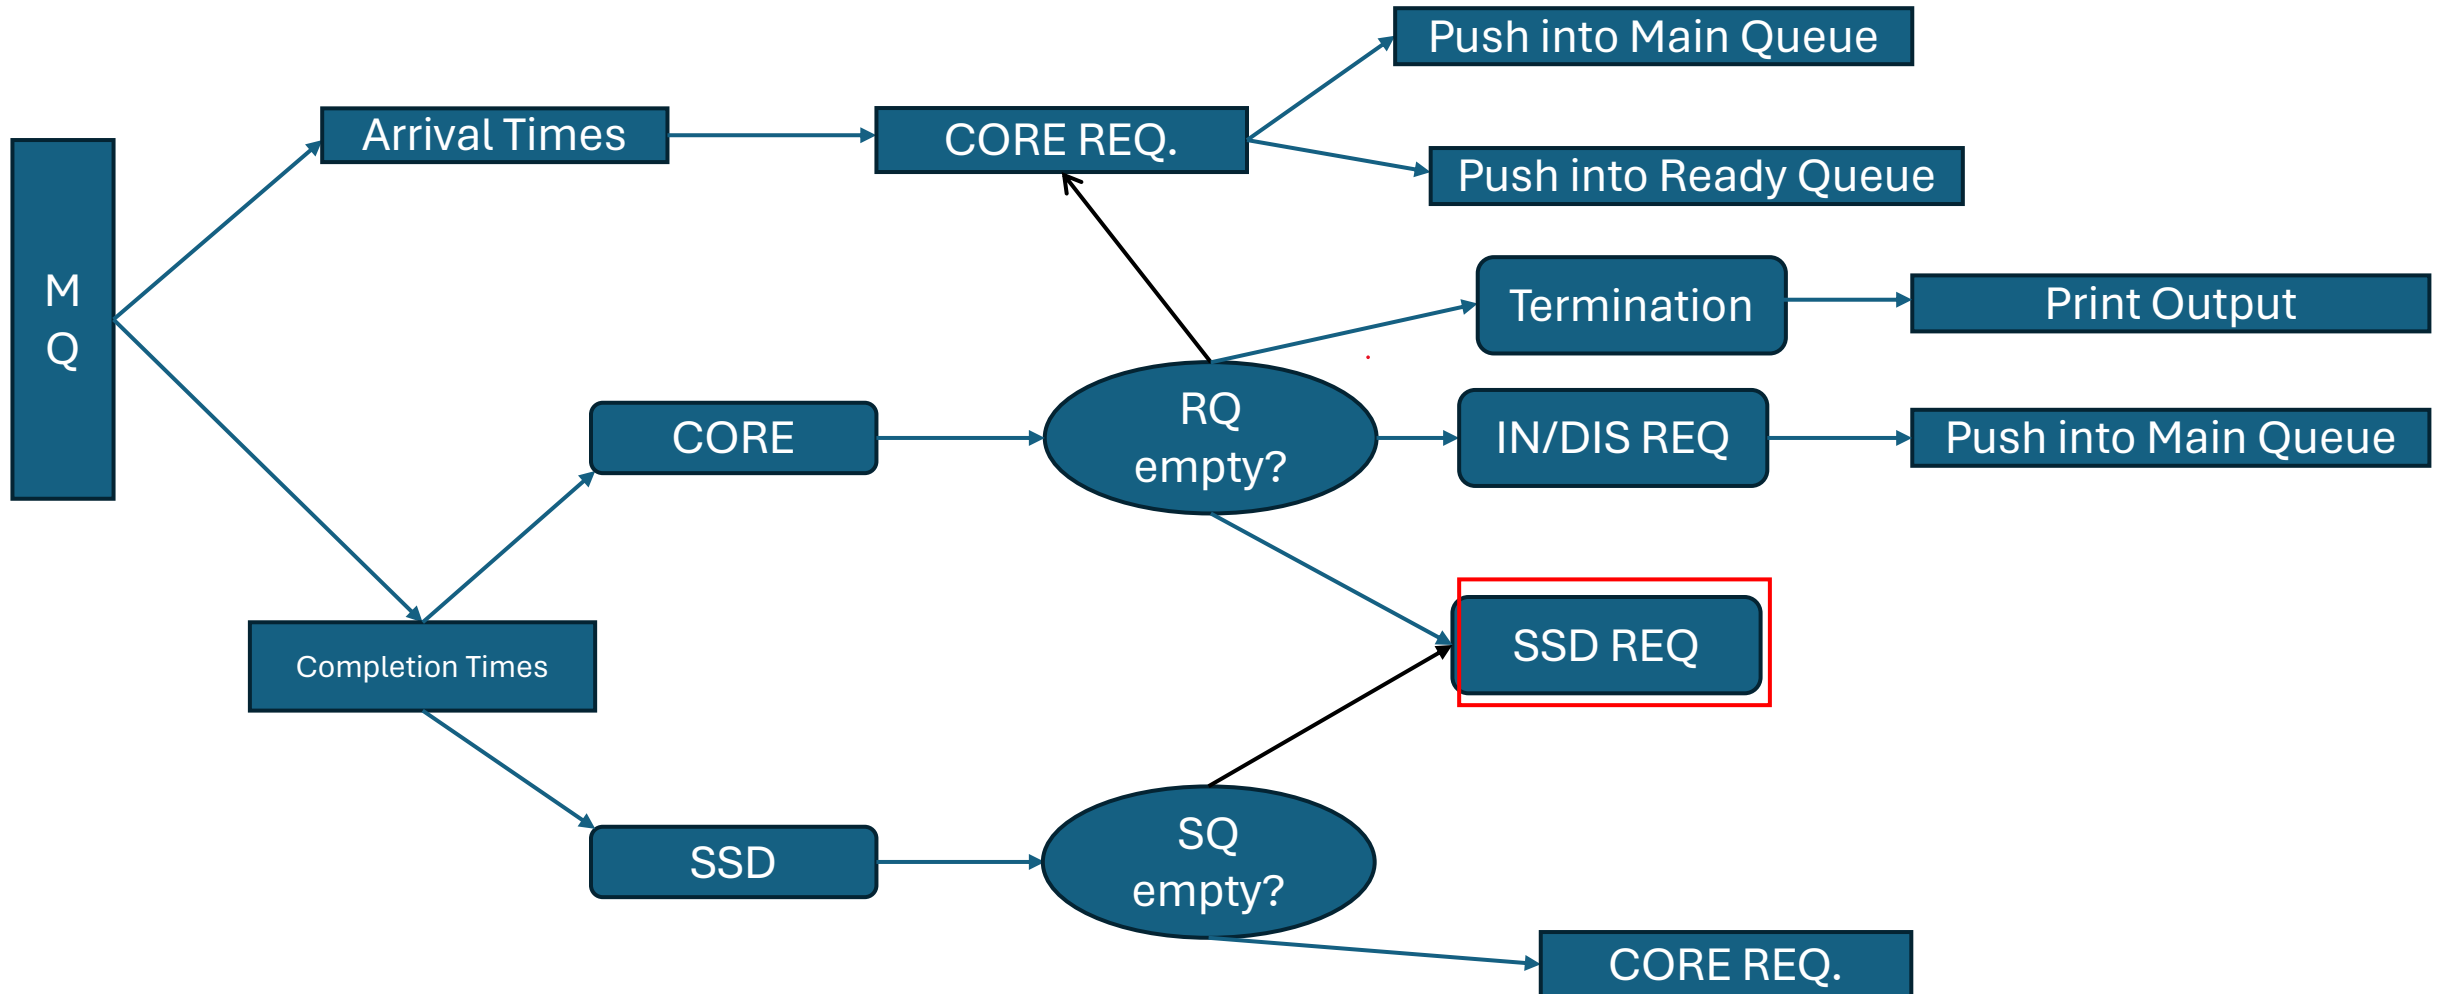 Push into Main Queue
Arrival Times
CORE REQ.
Push into Ready Queue
M
Q
Termination
Print Output
CORE
RQ
empty?
IN/DIS REQ
Push into Main Queue
SSD REQ
Completion Times
SSD
SQ
empty?
CORE REQ.